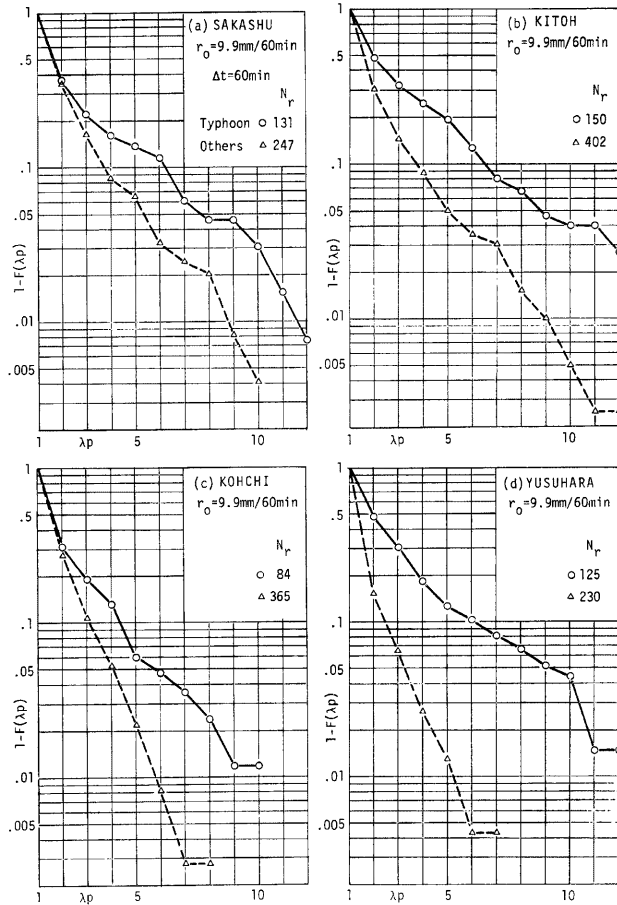 (a) SAKASHU
r₀=9.9mm/60min
Δt=60min
Nᵣ
Typhoon ○ 131
Others △ 247
1
.5
.1
.05
.01
.005
1-F(λp)
1 λp 5 10
(b) KITOH
r₀=9.9mm/60min
Nᵣ
○ 150
△ 402
1
.5
.1
.05
.01
.005
1-F(λp)
1 λp 5 10
(c) KOHCHI
r₀=9.9mm/60min
Nᵣ
○ 84
△ 365
1
.5
.1
.05
.01
.005
1-F(λp)
1 λp 5 10
(d) YUSUHARA
r₀=9.9mm/60min
Nᵣ
○ 125
△ 230
1
.5
.1
.05
.01
.005
1-F(λp)
1 λp 5 10